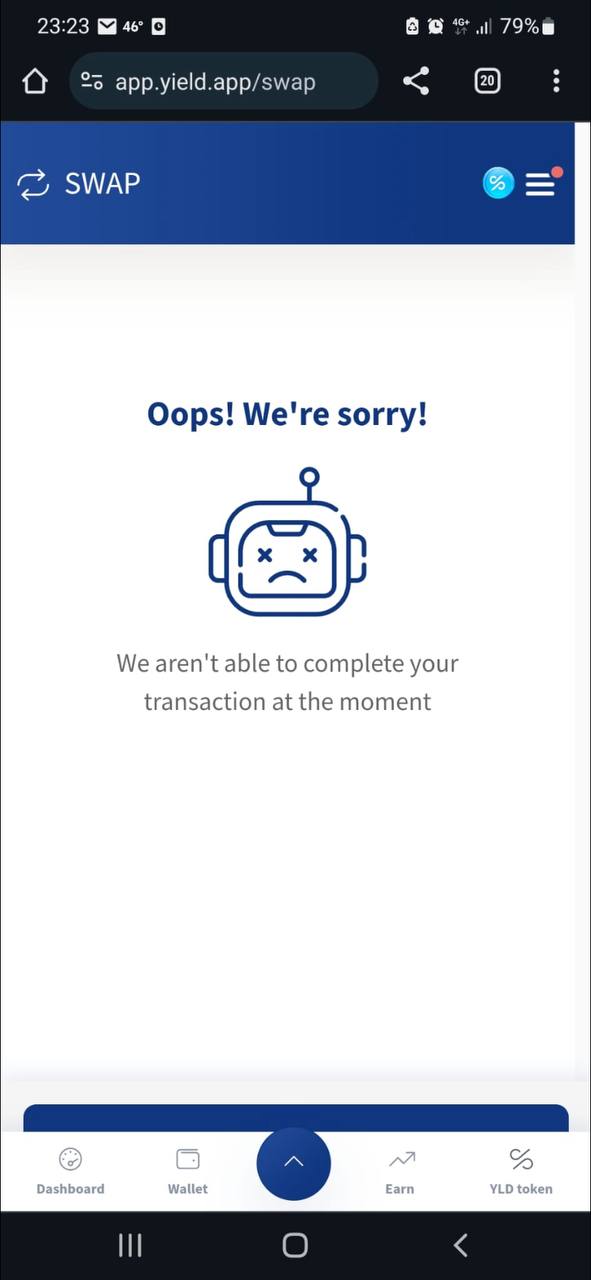 23:23 46° 4G+ 79%
app.yield.app/swap 20
SWAP
Oops! We're sorry!
We aren't able to complete your
transaction at the moment
Dashboard Wallet Earn YLD token